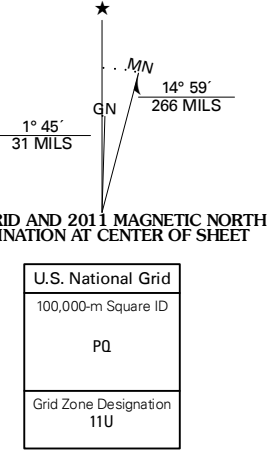 ★
MN
GN
14° 59´
266 MILS
1° 45´
31 MILS
RID AND 2011 MAGNETIC NORTH
INATION AT CENTER OF SHEET
U.S. National Grid
100,000-m Square ID
PQ
Grid Zone Designation
11U